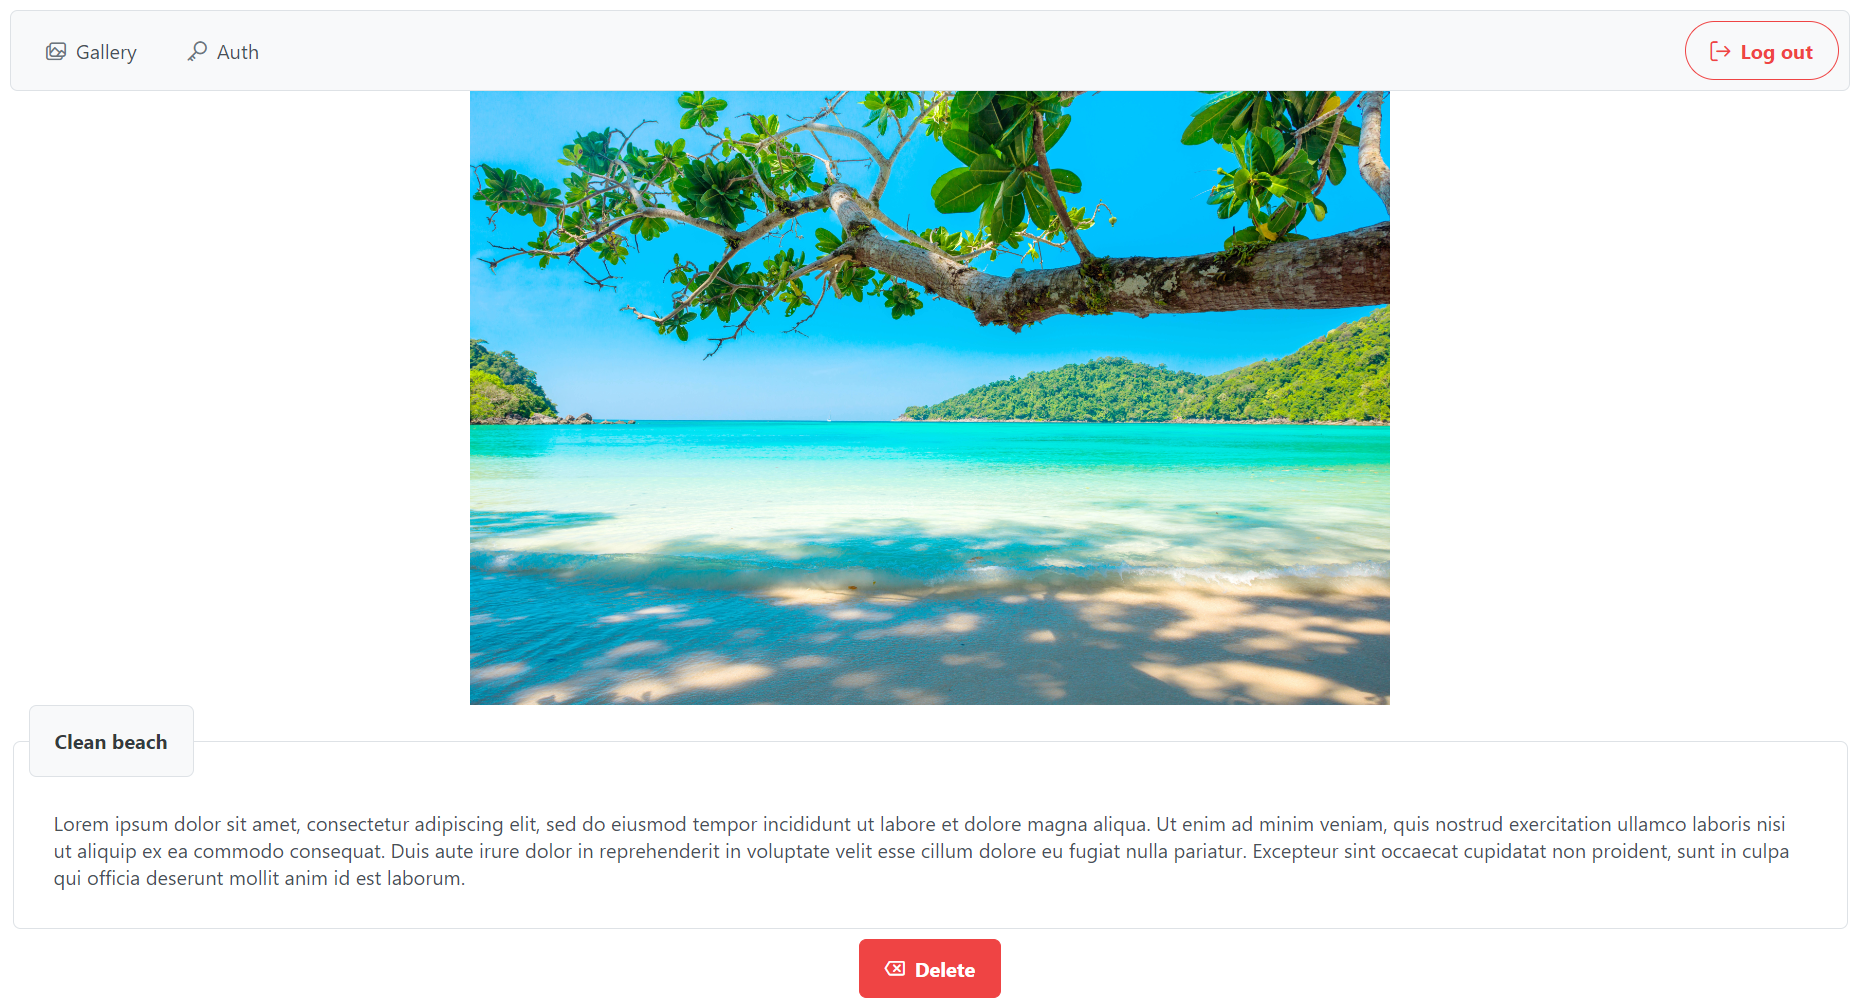 Gallery
Auth
Log out
Clean beach
Lorem ipsum dolor sit amet, consectetur adipiscing elit, sed do eiusmod tempor incididunt ut labore et dolore magna aliqua. Ut enim ad minim veniam, quis nostrud exercitation ullamco laboris nisi
ut aliquip ex ea commodo consequat. Duis aute irure dolor in reprehenderit in voluptate velit esse cillum dolore eu fugiat nulla pariatur. Excepteur sint occaecat cupidatat non proident, sunt in culpa
qui officia deserunt mollit anim id est laborum.
Delete